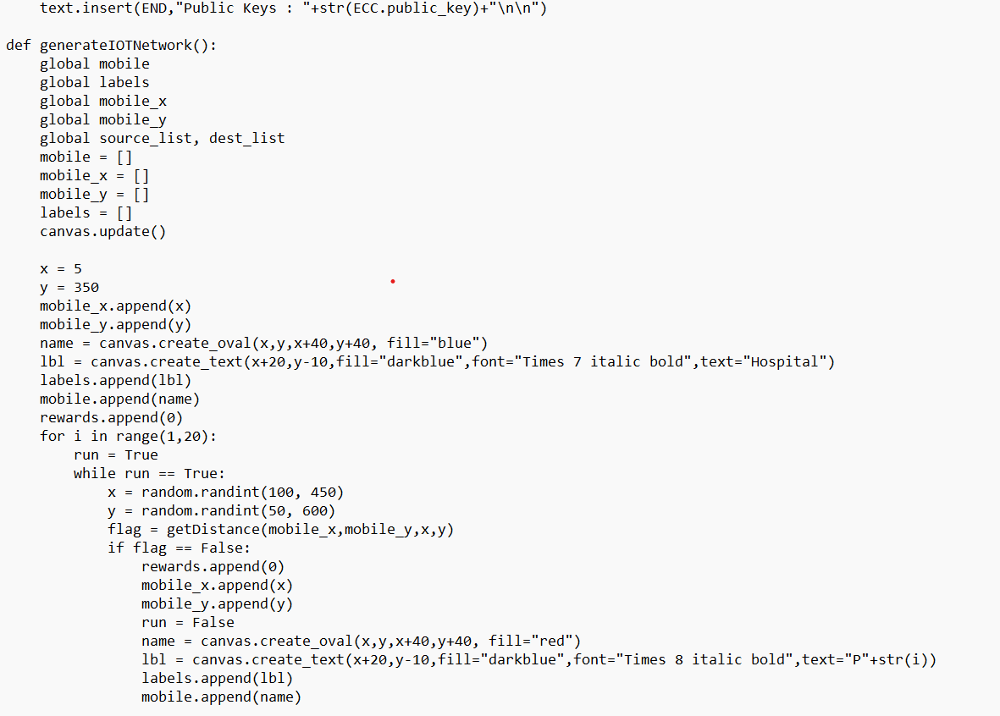 text.insert(END,"Public Keys : "+str(ECC.public_key)+"\n\n")

def generateIOTNetwork():
    global mobile
    global labels
    global mobile_x
    global mobile_y
    global source_list, dest_list
    mobile = []
    mobile_x = []
    mobile_y = []
    labels = []
    canvas.update()

    x = 5
    y = 350
    mobile_x.append(x)
    mobile_y.append(y)
    name = canvas.create_oval(x,y,x+40,y+40, fill="blue")
    lbl = canvas.create_text(x+20,y-10,fill="darkblue",font="Times 7 italic bold",text="Hospital")
    labels.append(lbl)
    mobile.append(name)
    rewards.append(0)
    for i in range(1,20):
        run = True
        while run == True:
            x = random.randint(100, 450)
            y = random.randint(50, 600)
            flag = getDistance(mobile_x,mobile_y,x,y)
            if flag == False:
                rewards.append(0)
                mobile_x.append(x)
                mobile_y.append(y)
                run = False
                name = canvas.create_oval(x,y,x+40,y+40, fill="red")
                lbl = canvas.create_text(x+20,y-10,fill="darkblue",font="Times 8 italic bold",text="P"+str(i))
                labels.append(lbl)
                mobile.append(name)